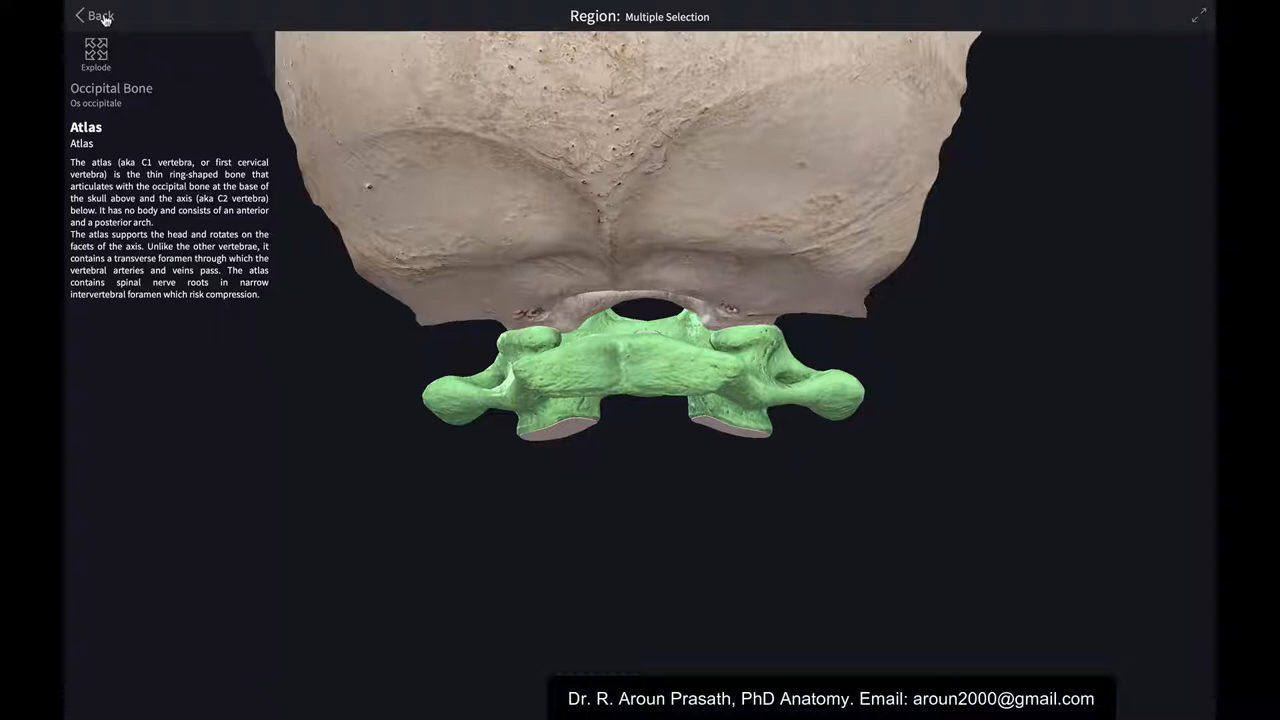 Back
Region: Multiple Selection
Explode
Occipital Bone
Os occipitale
Atlas
Atlas
The atlas (aka C1 vertebra, or first cervical
vertebra) is the thin ring-shaped bone that
articulates with the occipital bone at the base of
the skull above and the axis (aka C2 vertebra)
below. It has no body and consists of an anterior
and a posterior arch.
The atlas supports the head and rotates on the
facets of the axis. Unlike the other vertebrae, it
contains a transverse foramen through which the
vertebral arteries and veins pass. The atlas
contains spinal nerve roots in narrow
intervertebral foramen which risk compression.
Dr. R. Aroun Prasath, PhD Anatomy. Email: aroun2000@gmail.com